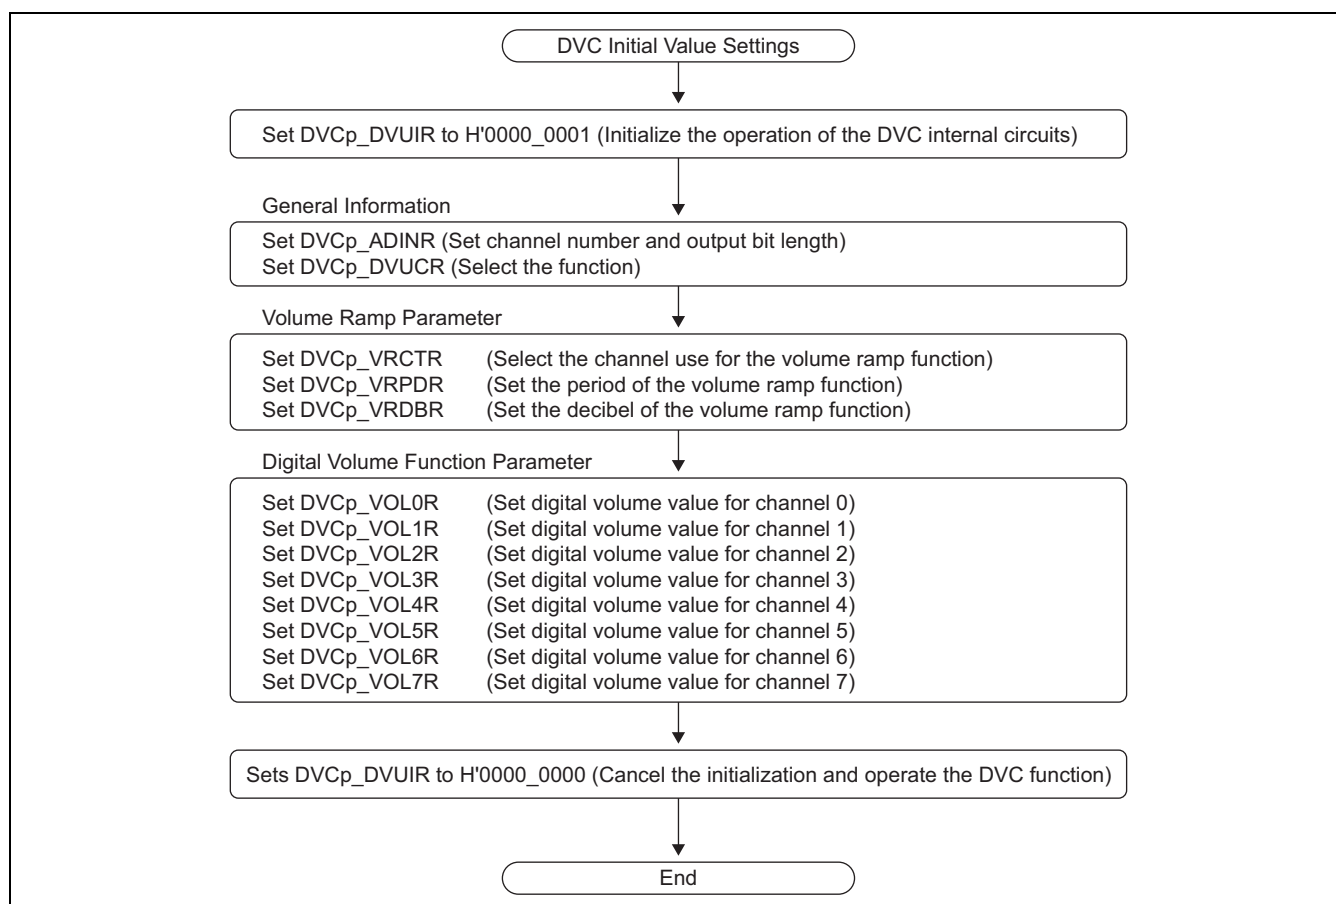 DVC Initial Value Settings
Set DVCp_DVUIR to H'0000_0001 (Initialize the operation of the DVC internal circuits)
General Information
Set DVCp_ADINR (Set channel number and output bit length)
Set DVCp_DVUCR (Select the function)
Volume Ramp Parameter
Set DVCp_VRCTR (Select the channel use for the volume ramp function)
Set DVCp_VRPDR (Set the period of the volume ramp function)
Set DVCp_VRDBR (Set the decibel of the volume ramp function)
Digital Volume Function Parameter
Set DVCp_VOL0R (Set digital volume value for channel 0)
Set DVCp_VOL1R (Set digital volume value for channel 1)
Set DVCp_VOL2R (Set digital volume value for channel 2)
Set DVCp_VOL3R (Set digital volume value for channel 3)
Set DVCp_VOL4R (Set digital volume value for channel 4)
Set DVCp_VOL5R (Set digital volume value for channel 5)
Set DVCp_VOL6R (Set digital volume value for channel 6)
Set DVCp_VOL7R (Set digital volume value for channel 7)
Sets DVCp_DVUIR to H'0000_0000 (Cancel the initialization and operate the DVC function)
End